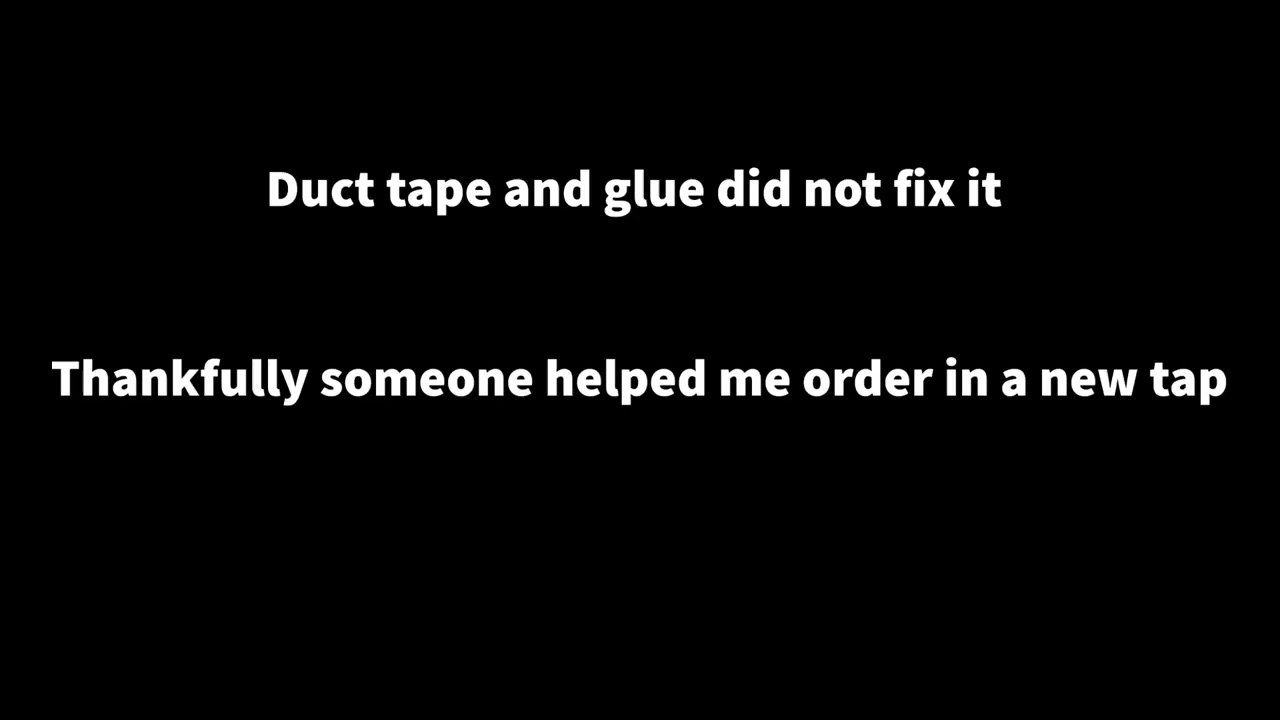 Duct tape and glue did not fix it
Thankfully someone helped me order in a new tap